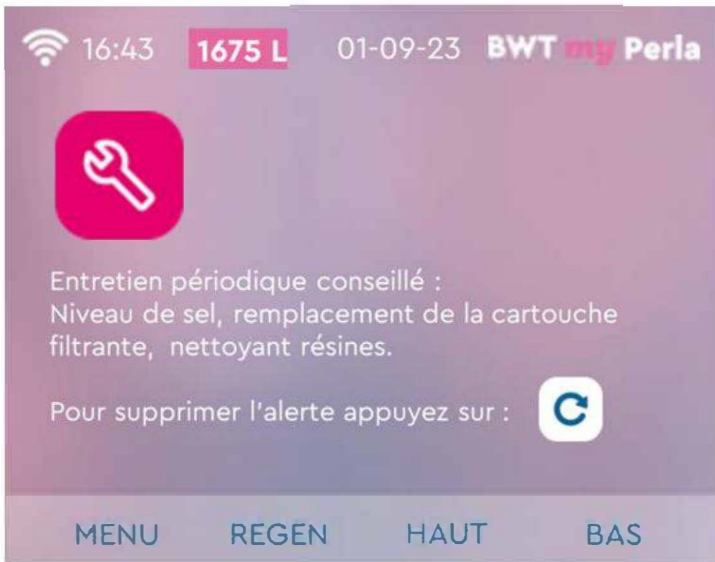 16:43 1675 L 01-09-23 BWT my Perla
Entretien périodique conseillé :
Niveau de sel, remplacement de la cartouche
filtrante, nettoyant résines.
Pour supprimer l'alerte appuyez sur :
MENU REGEN HAUT BAS